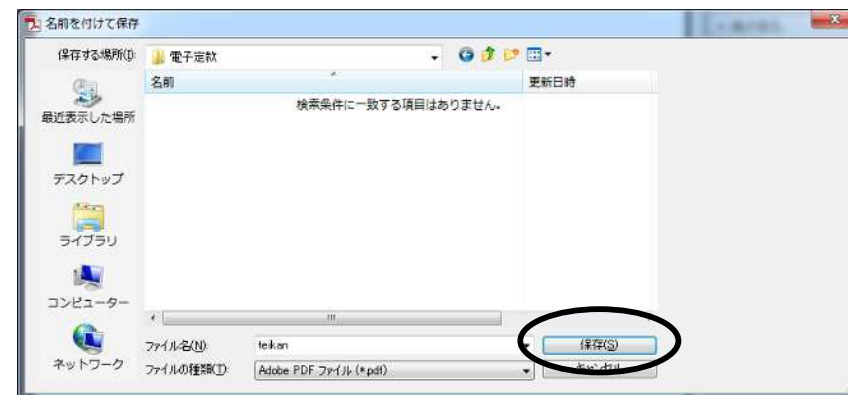 名前を付けて保存
保存する場所(I):
電子定款
名前
更新日時
検索条件に一致する項目はありません。
最近表示した場所
デスクトップ
ライブラリ
コンピューター
ネットワーク
ファイル名(N):
teikan
保存(S)
ファイルの種類(T):
Adobe PDF ファイル (*.pdf)
キャンセル